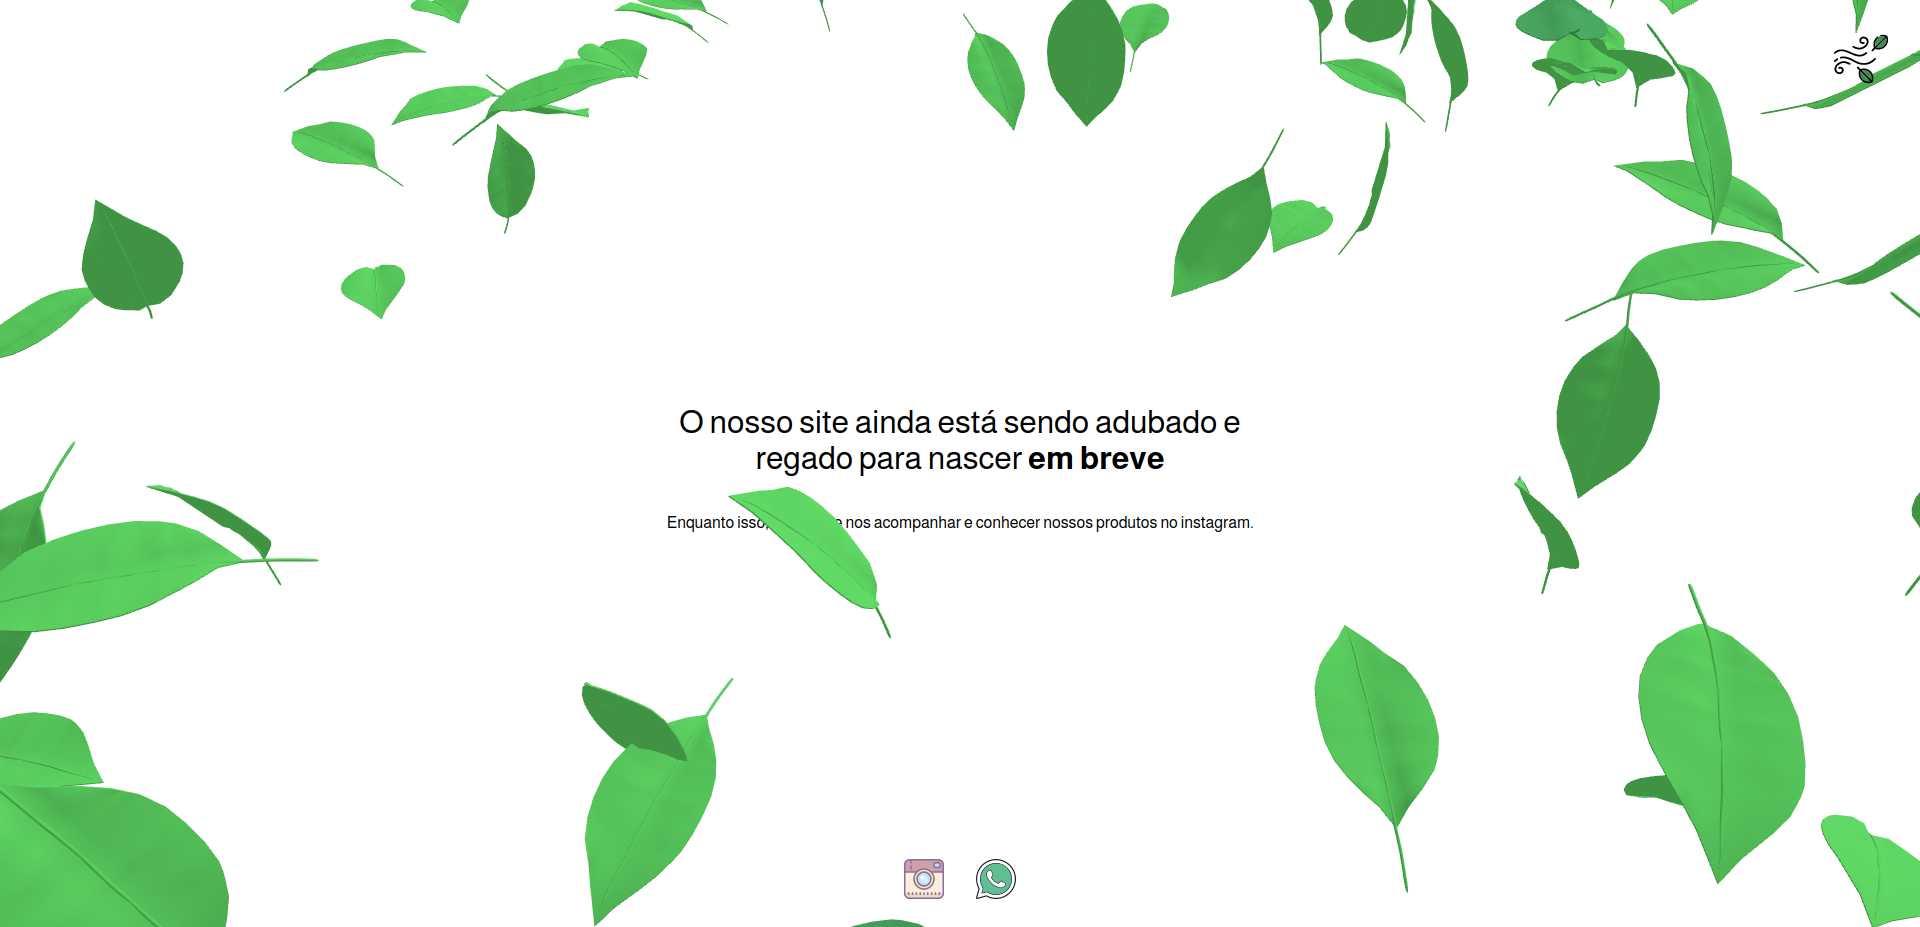 O nosso site ainda está sendo adubado e
regado para nascer em breve
Enquanto isso, e nos acompanhar e conhecer nossos produtos no instagram.